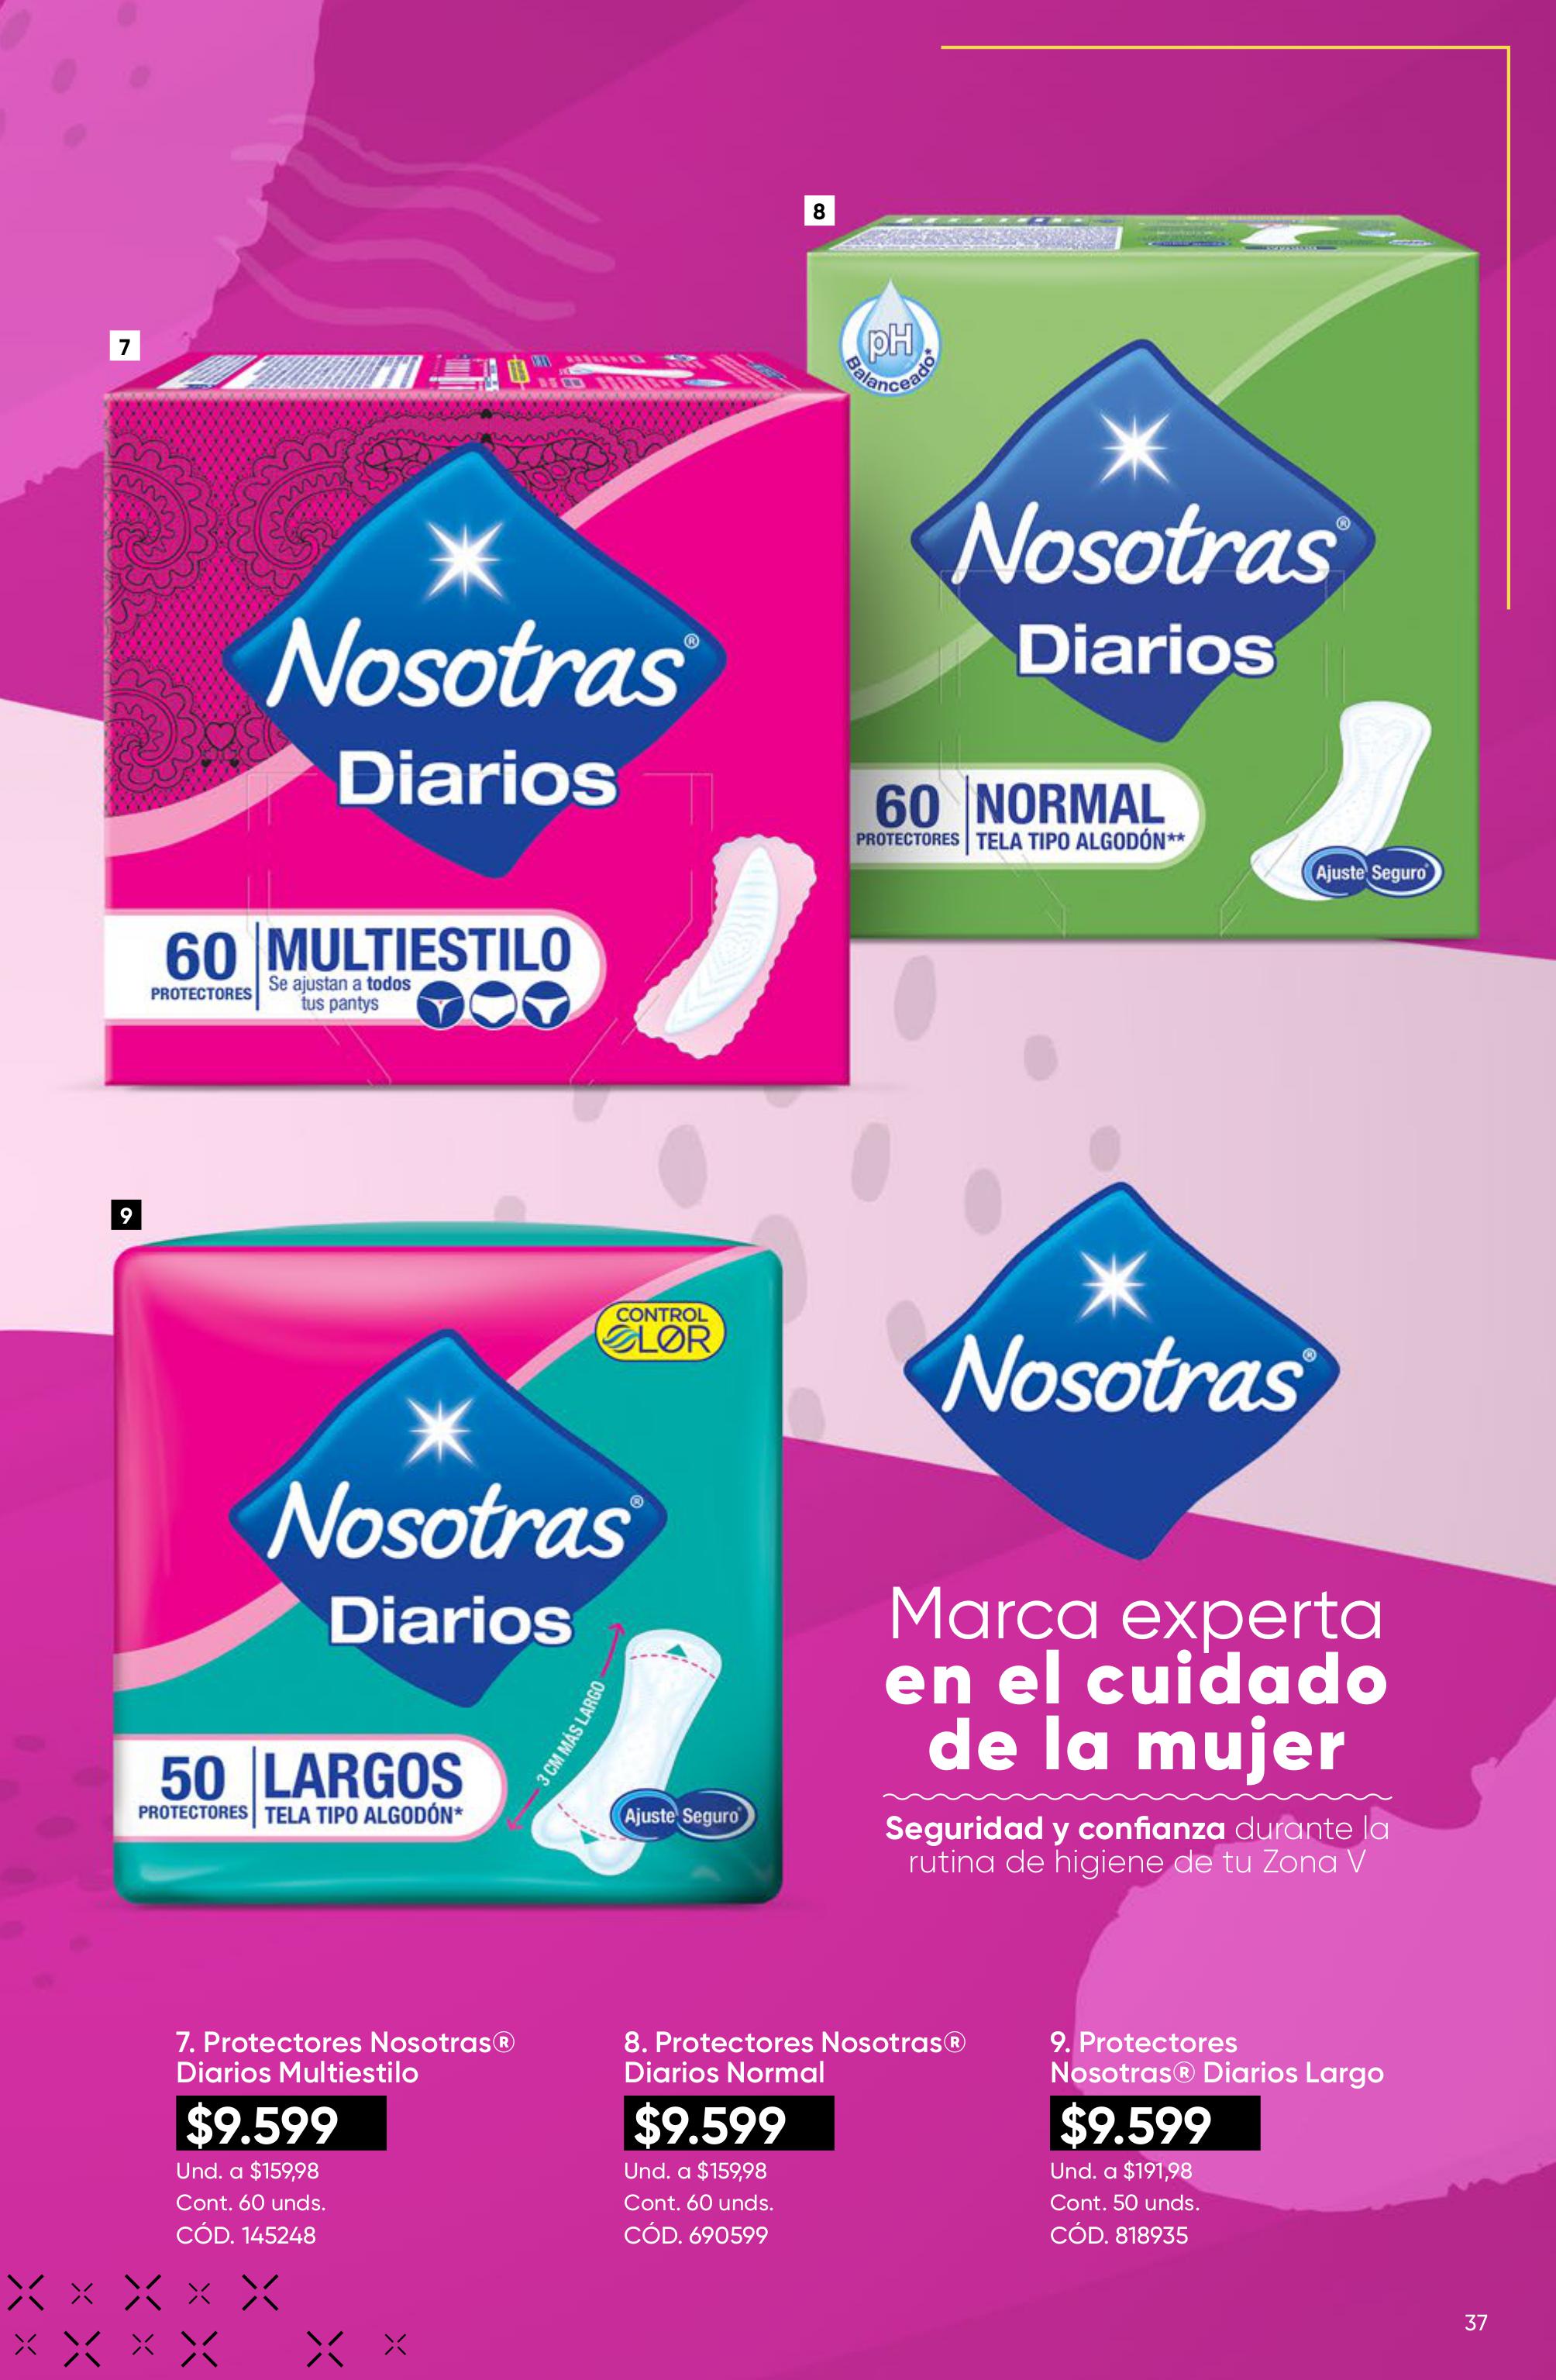 8
pH
Balanceado*
Nosotras®
Diarios
60
PROTECTORES
NORMAL
TELA TIPO ALGODÓN**
Ajuste Seguro®
7
Nosotras®
Diarios
60
PROTECTORES
MULTIESTILO
Se ajustan a todos
tus pantys
9
CONTROL
OLØR
Nosotras®
Diarios
3 CM MÁS LARGO
50
PROTECTORES
LARGOS
TELA TIPO ALGODÓN*
Ajuste Seguro®
Nosotras®
Marca experta
en el cuidado
de la mujer
Seguridad y confianza durante la
rutina de higiene de tu Zona V
7. Protectores Nosotras®
Diarios Multiestilo
$9.599
Und. a $159,98
Cont. 60 unds.
CÓD. 145248
8. Protectores Nosotras®
Diarios Normal
$9.599
Und. a $159,98
Cont. 60 unds.
CÓD. 690599
9. Protectores
Nosotras® Diarios Largo
$9.599
Und. a $191,98
Cont. 50 unds.
CÓD. 818935
37